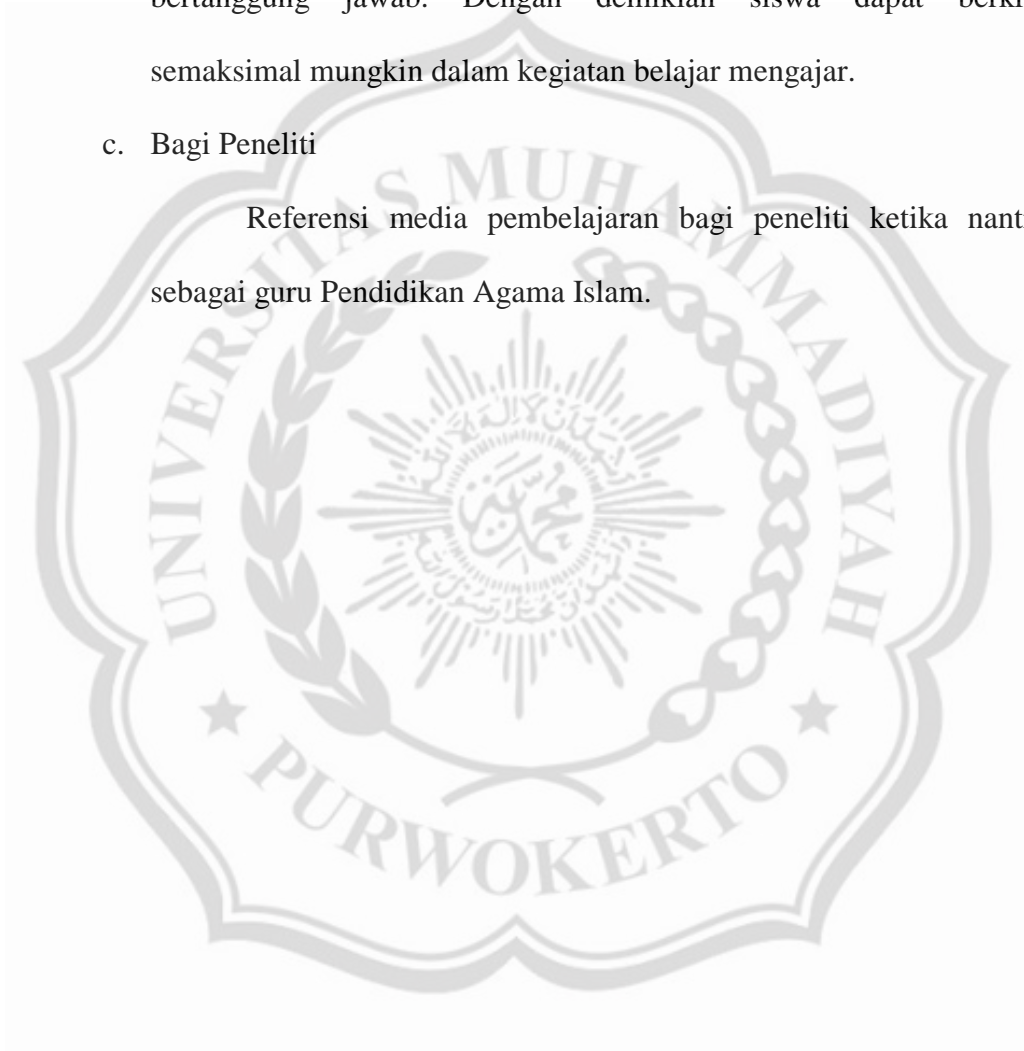 bertanggung jawab. Dengan demikian siswa dapat
semaksimal mungkin dalam kegiatan belajar mengajar.
c. Bagi Peneliti
Referensi media pembelajaran bagi peneliti ketika
sebagai guru Pendidikan Agama Islam.
UNIVERSITAS MUHAMMADIYAH
PURWOKERTO